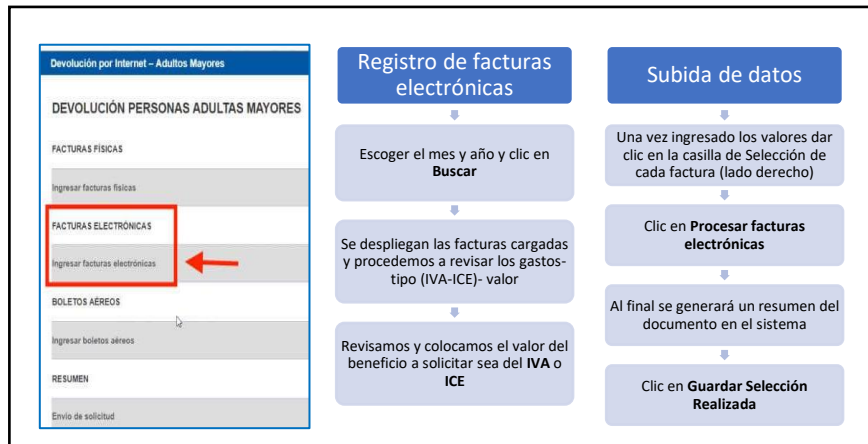 Devolución por Internet – Adultos Mayores
DEVOLUCIÓN PERSONAS ADULTAS MAYORES
FACTURAS FÍSICAS
Ingresar facturas físicas
FACTURAS ELECTRÓNICAS
Ingresar facturas electrónicas
BOLETOS AÉREOS
Ingresar boletos aéreos
RESUMEN
Envío de solicitud
Registro de facturas
electrónicas
Escoger el mes y año y clic en
Buscar
Se despliegan las facturas cargadas
y procedemos a revisar los gastos-
tipo (IVA-ICE)- valor
Revisamos y colocamos el valor del
beneficio a solicitar sea del IVA o
ICE
Subida de datos
Una vez ingresado los valores dar
clic en la casilla de Selección de
cada factura (lado derecho)
Clic en Procesar facturas
electrónicas
Al final se generará un resumen del
documento en el sistema
Clic en Guardar Selección
Realizada